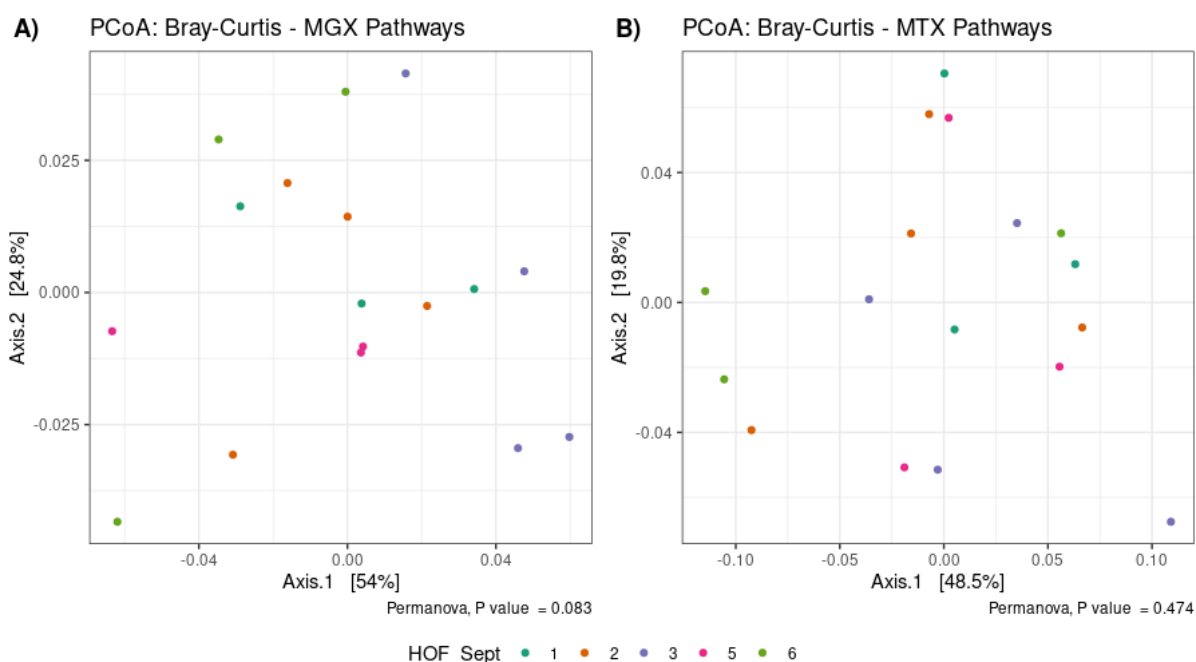 A) PCoA: Bray-Curtis - MGX Pathways
0.025
0.000
-0.025
Axis.2 [24.8%]
-0.04 0.00 0.04
Axis.1 [54%]
Permanova, P value = 0.083
B) PCoA: Bray-Curtis - MTX Pathways
0.04
0.00
-0.04
Axis.2 [19.8%]
-0.10 -0.05 0.00 0.05 0.10
Axis.1 [48.5%]
Permanova, P value = 0.474
HOF_Sept 1 2 3 5 6